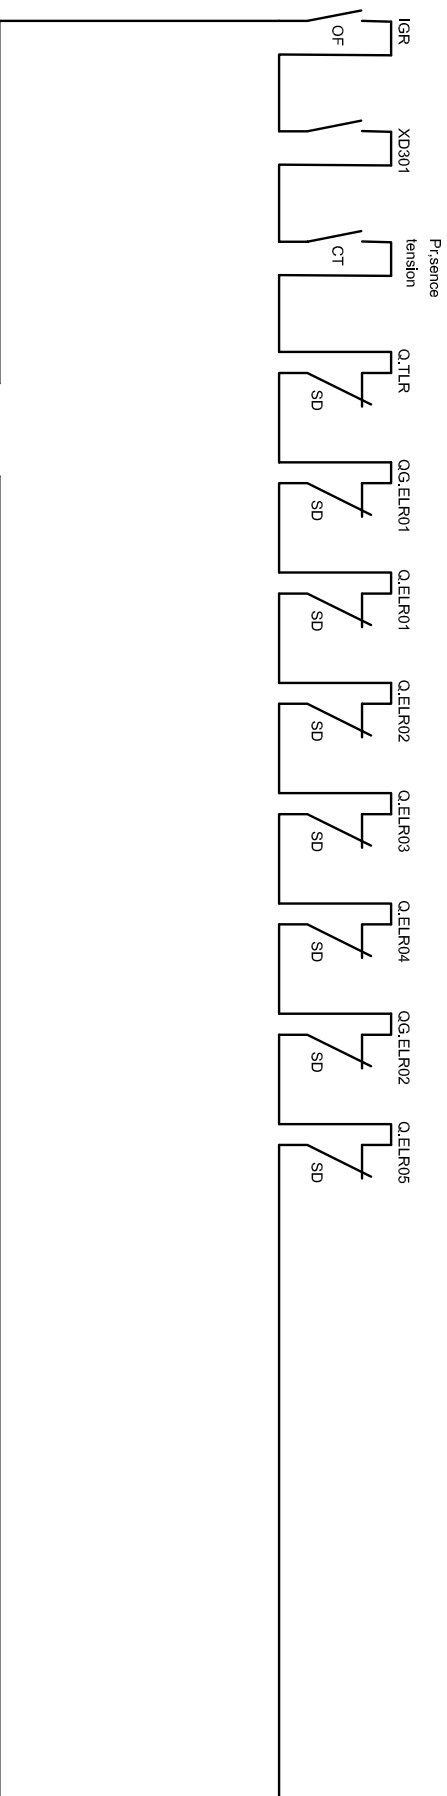 IGR
OF
XD301
Pr,sence
tension
CT
Q.TLR
SD
QG.ELR01
SD
Q.ELR01
SD
Q.ELR02
SD
Q.ELR03
SD
Q.ELR04
SD
QG.ELR02
SD
Q.ELR05
SD